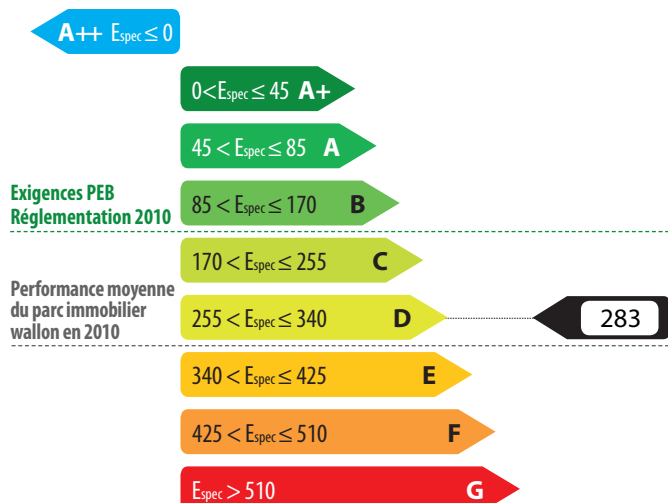 A++ Espec ≤ 0
0<Espec ≤ 45 A+
45 < Espec ≤ 85 A
Exigences PEB
Réglementation 2010
85 < Espec ≤ 170 B
170 < Espec ≤ 255 C
Performance moyenne
du parc immobilier
wallon en 2010
255 < Espec ≤ 340 D
283
340 < Espec ≤ 425 E
425 < Espec ≤ 510 F
Espec > 510 G